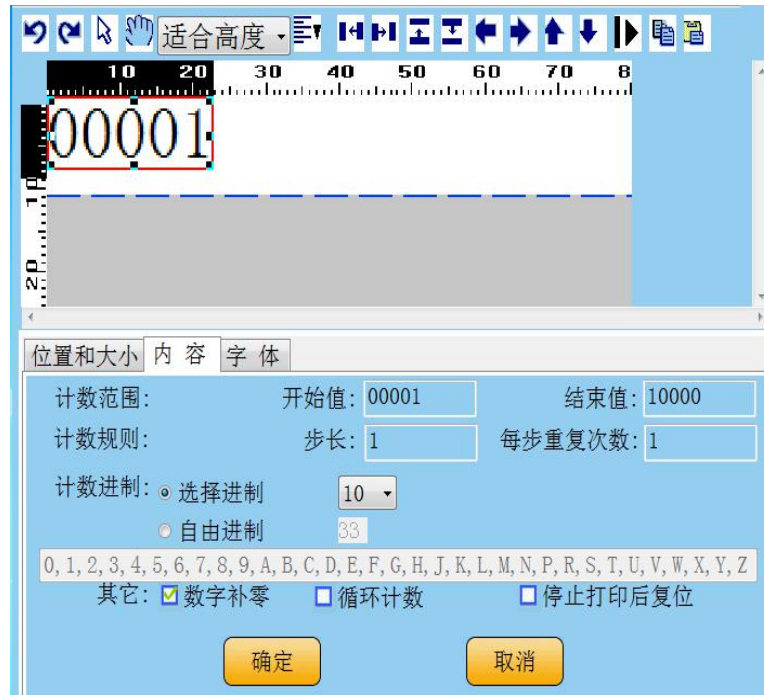 适合高度
10 20 30 40 50 60 70 8
00001
10
20
位置和大小 内 容 字 体
计数范围: 开始值: 00001 结束值: 10000
计数规则: 步长: 1 每步重复次数: 1
计数进制: 选择进制 10
自由进制 33
0, 1, 2, 3, 4, 5, 6, 7, 8, 9, A, B, C, D, E, F, G, H, J, K, L, M, N, P, R, S, T, U, V, W, X, Y, Z
其它: 数字补零 循环计数 停止打印后复位
确定 取消